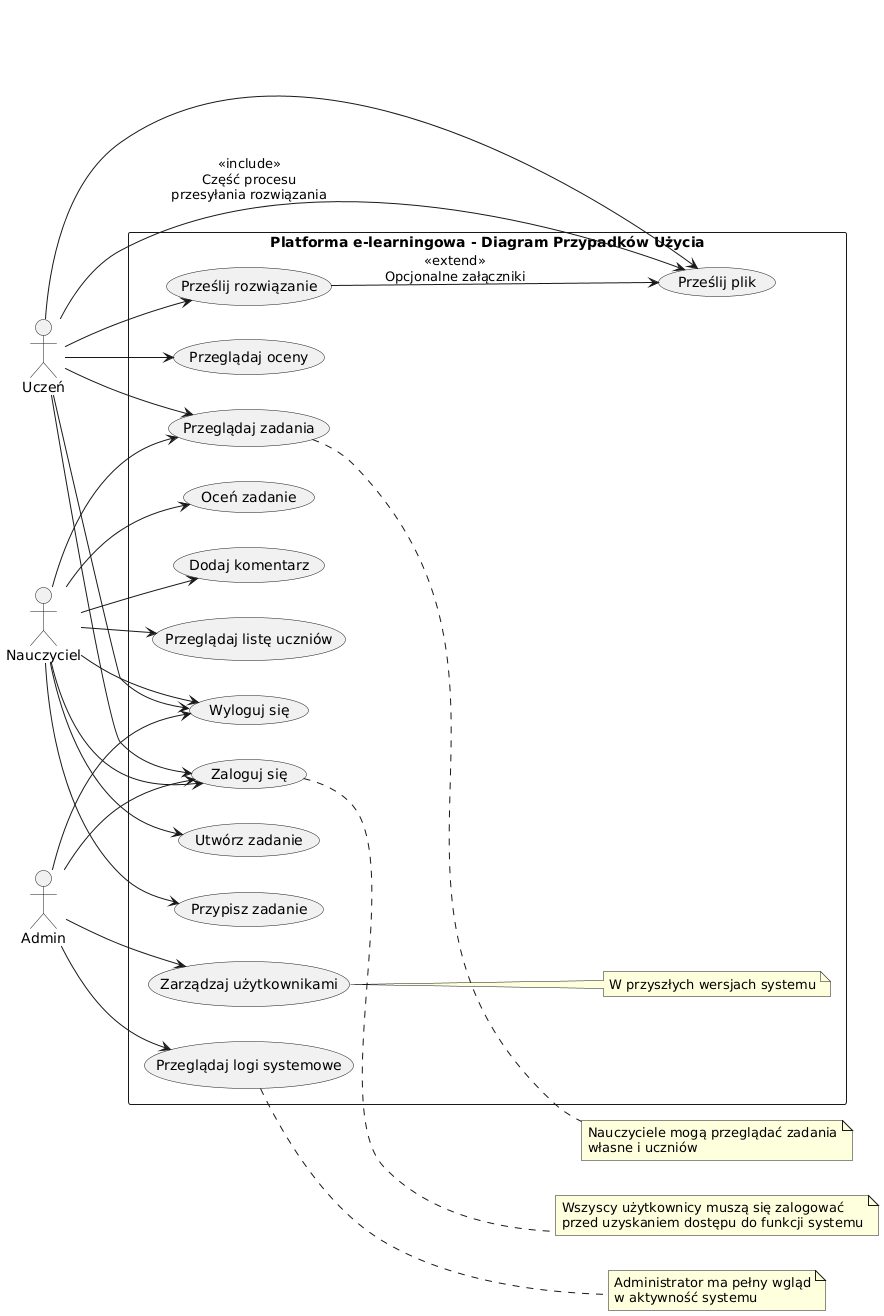 «include»
Część procesu
przesyłania rozwiązania
Platforma e-learningowa - Diagram Przypadków Użycia
«extend»
Opcjonalne załączniki
Prześlij rozwiązanie
Prześlij plik
Przeglądaj oceny
Uczeń
Przeglądaj zadania
Oceń zadanie
Dodaj komentarz
Przeglądaj listę uczniów
Nauczyciel
Wyloguj się
Zaloguj się
Utwórz zadanie
Przypisz zadanie
Admin
Zarządzaj użytkownikami
W przyszłych wersjach systemu
Przeglądaj logi systemowe
Nauczyciele mogą przeglądać zadania
własne i uczniów
Wszyscy użytkownicy muszą się zalogować
przed uzyskaniem dostępu do funkcji systemu
Administrator ma pełny wgląd
w aktywność systemu